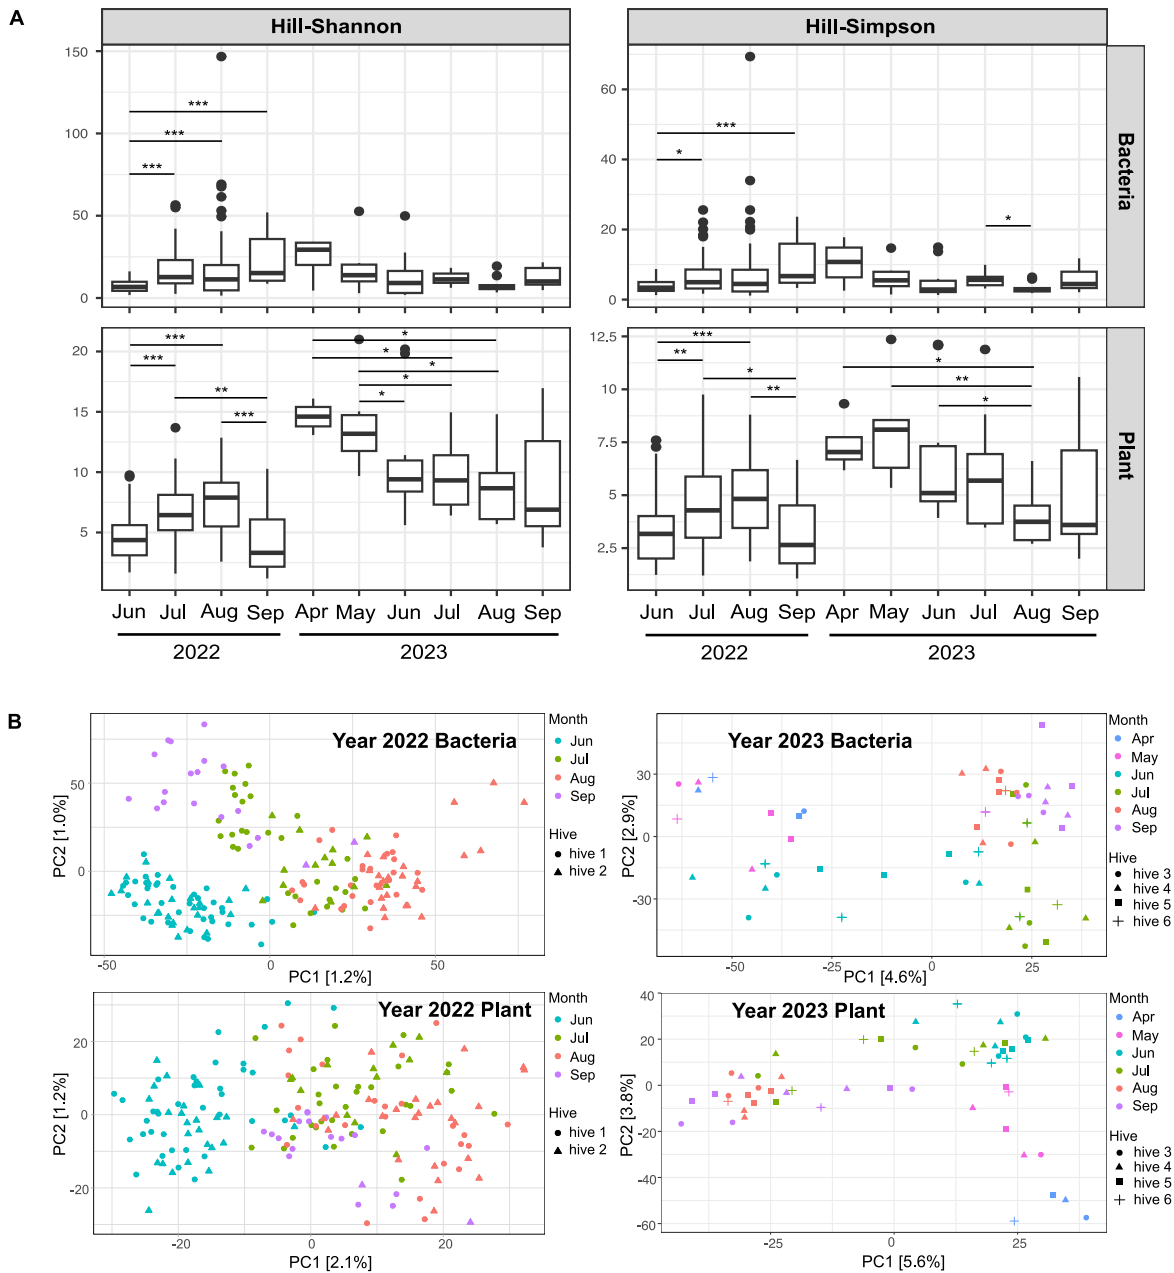 A
Hill-Shannon
Hill-Simpson
150
100
50
0
***
***
***
60
40
20
0
***
*
*
Bacteria
20
15
10
5
***
***
**
***
*
*
*
*
*
12.5
10.0
7.5
5.0
2.5
***
**
*
**
*
**
*
Plant
Jun Jul Aug Sep Apr May Jun Jul Aug Sep
2022 2023
Jun Jul Aug Sep Apr May Jun Jul Aug Sep
2022 2023
B
Year 2022 Bacteria
PC2 [1.0%]
50
0
-50 0 50
PC1 [1.2%]
Month
Jun
Jul
Aug
Sep
Hive
hive 1
hive 2
Year 2023 Bacteria
PC2 [2.9%]
30
0
-30
-50 -25 0 25
PC1 [4.6%]
Month
Apr
May
Jun
Jul
Aug
Sep
Hive
hive 3
hive 4
hive 5
hive 6
Year 2022 Plant
PC2 [1.2%]
20
0
-20
-20 0 20
PC1 [2.1%]
Month
Jun
Jul
Aug
Sep
Hive
hive 1
hive 2
Year 2023 Plant
PC2 [3.8%]
40
20
0
-20
-40
-60
-25 0 25
PC1 [5.6%]
Month
Apr
May
Jun
Jul
Aug
Sep
Hive
hive 3
hive 4
hive 5
hive 6